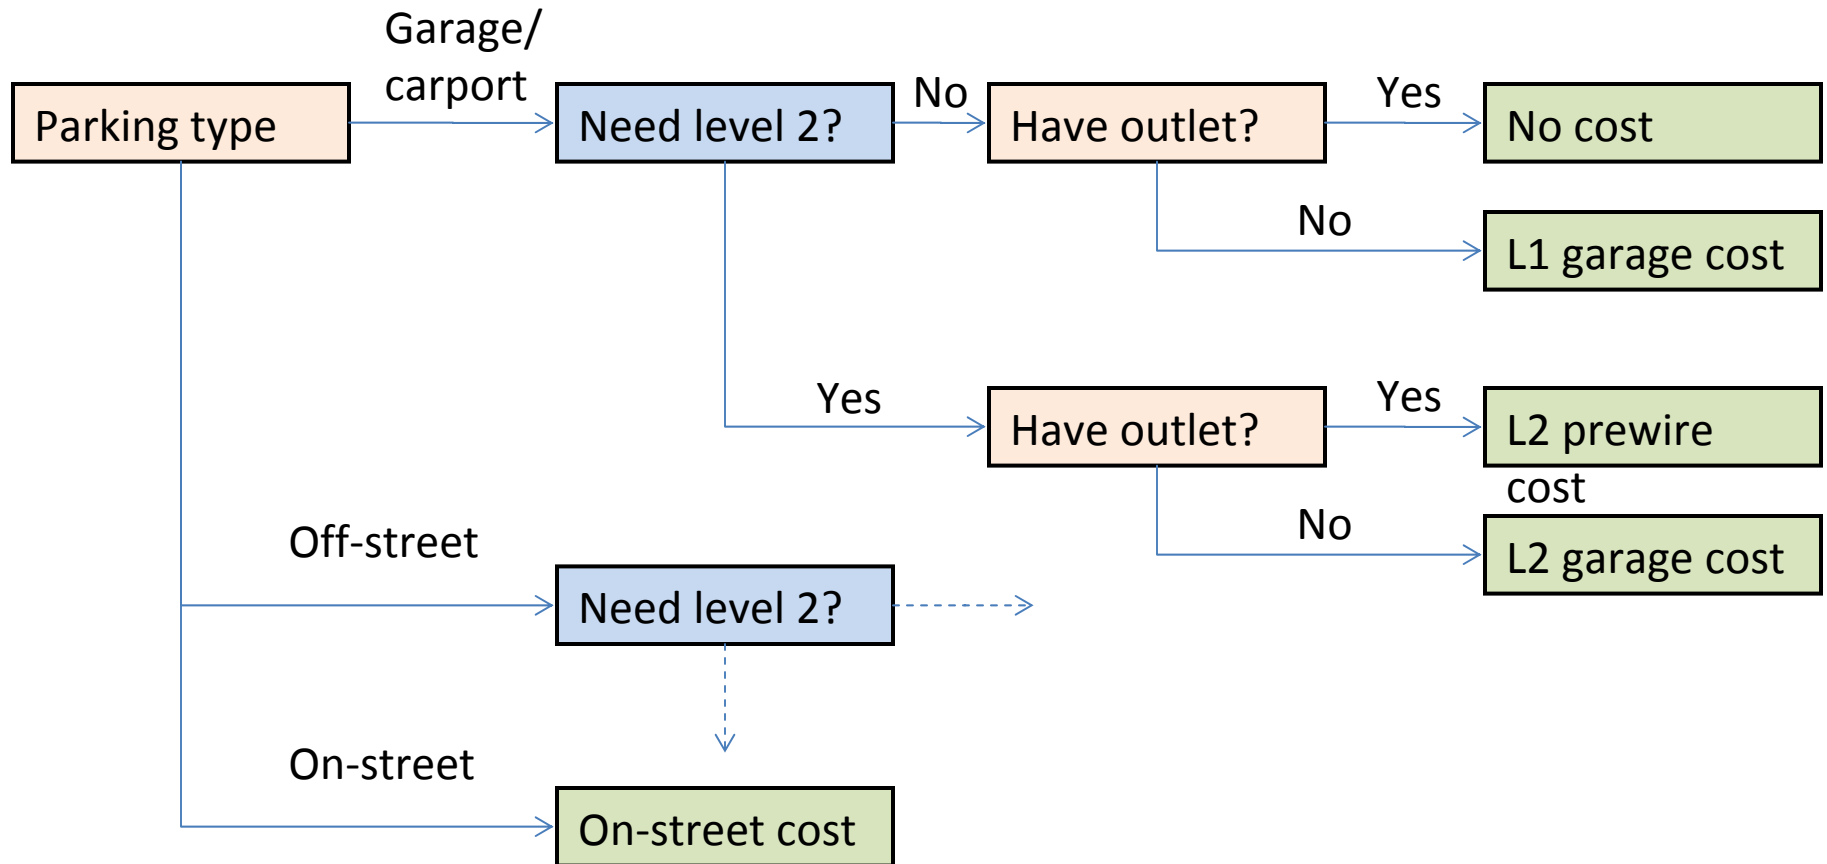 Garage/
carport
Parking type
Need level 2?
No
Have outlet?
Yes
No cost
No
L1 garage cost
Yes
Have outlet?
Yes
L2 prewire
cost
No
L2 garage cost
Off-street
Need level 2?
On-street
On-street cost